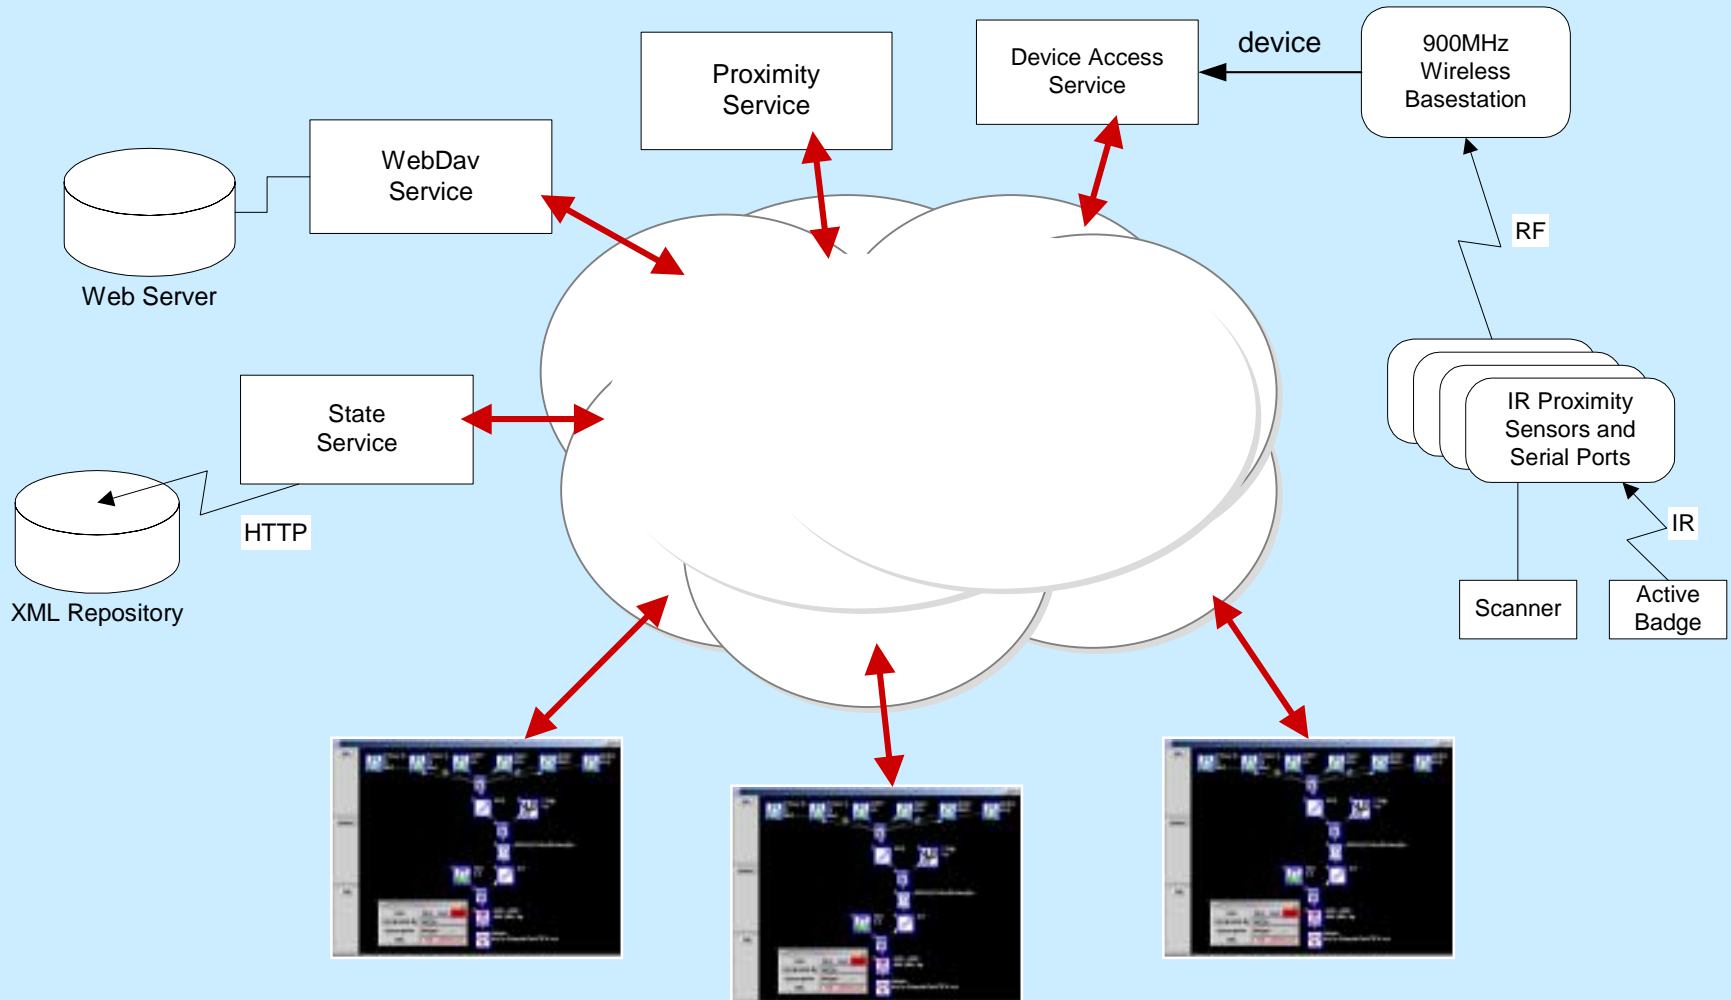 Proximity
Service
Device Access
Service
device
900MHz
Wireless
Basestation
WebDav
Service
Web Server
RF
State
Service
HTTP
XML Repository
IR Proximity
Sensors and
Serial Ports
IR
Scanner
Active
Badge